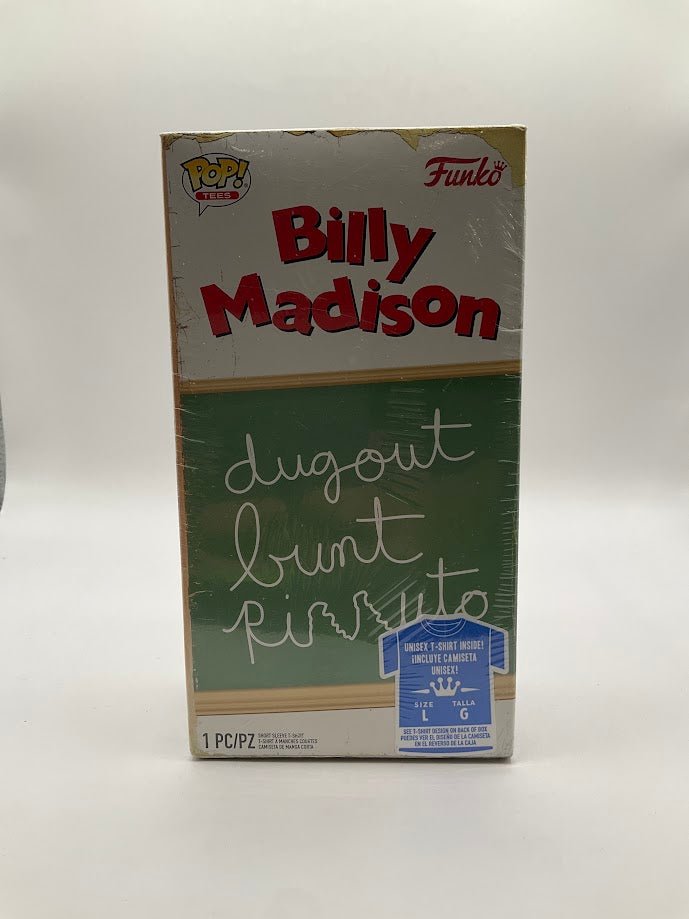 POP!
TEES
Funko
Billy
Madison
dugout
bunt
Rizzuto
UNISEX T-SHIRT INSIDE!
¡INCLUYE CAMISETA
UNISEX!
SIZE TALLA
L G
SEE T-SHIRT DESIGN ON BACK OF BOX
PUEDES VER EL DISEÑO DE LA CAMISETA
EN EL REVERSO DE LA CAJA
1 PC/PZ
SHORT SLEEVE T-SHIRT
T-SHIRT A MANCHES COURTES
CAMISETA DE MANGA CORTA